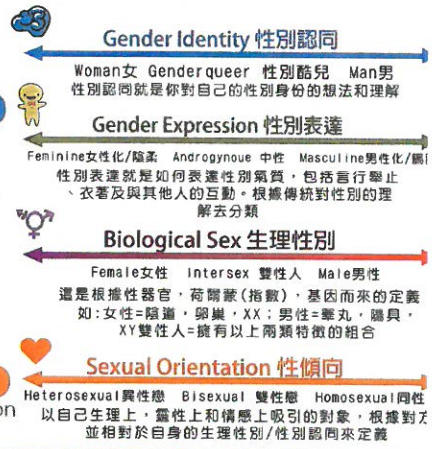 Gender Identity 性別認同
Woman女 Genderqueer 性別酷兒 Man男
性別認同就是你對自己的性別身份的想法和理解
Gender Expression 性別表達
Feminine女性化/陰柔 Androgynoue 中性 Masculine男性化/陽
性別表達就是如何表達性別氣質，包括言行舉止
、衣著及與其他人的互動。根據傳統對性別的理
解去分類
Biological Sex 生理性別
Female女性 Intersex 雙性人 Male男性
這是根據性器官，荷爾蒙(指數)，基因而來的定義
如:女性=陰道，卵巢，XX；男性=睾丸，陽具，
XY雙性人=擁有以上兩類特徵的組合
Sexual Orientation 性傾向
Heterosexual異性戀 Bisexual 雙性戀 Homosexual同性
on
以自己生理上，靈性上和情感上吸引的對象，根據對方
並相對於自身的生理性別/性別認同來定義